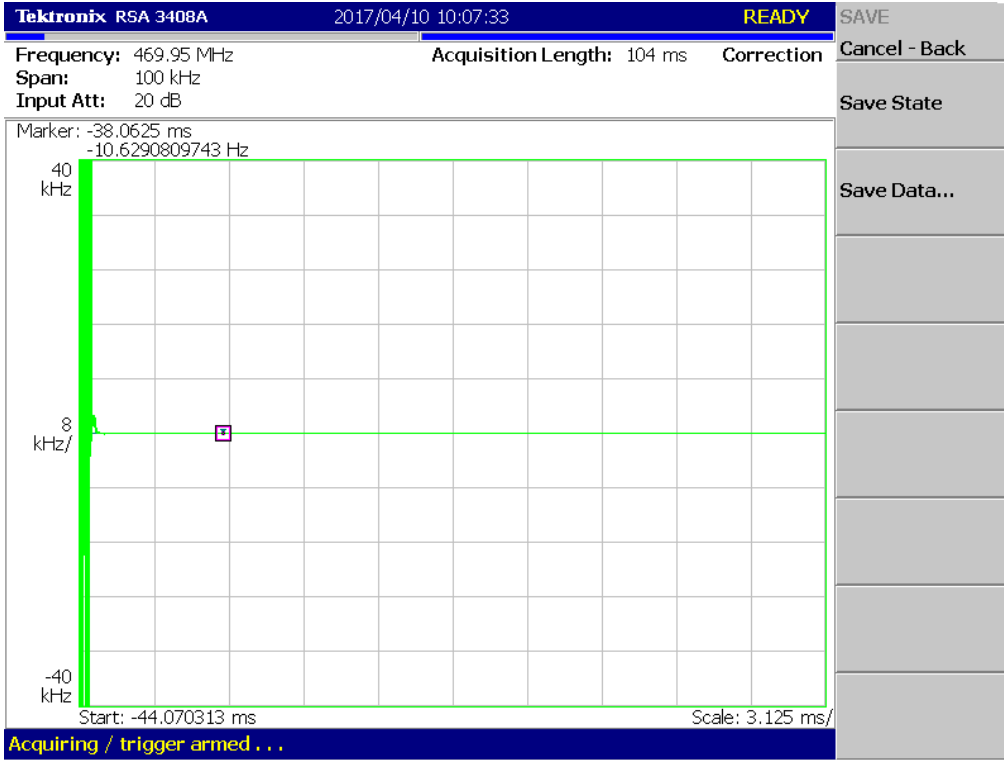 Tektronix RSA 3408A 2017/04/10 10:07:33 READY SAVE
Cancel - Back
Frequency: 469.95 MHz Acquisition Length: 104 ms Correction
Span: 100 kHz
Input Att: 20 dB
Save State
Marker: -38.0625 ms
-10.6290809743 Hz
40
kHz
Save Data...
8
kHz/
-40
kHz
Start: -44.070313 ms Scale: 3.125 ms/
Acquiring / trigger armed . . .